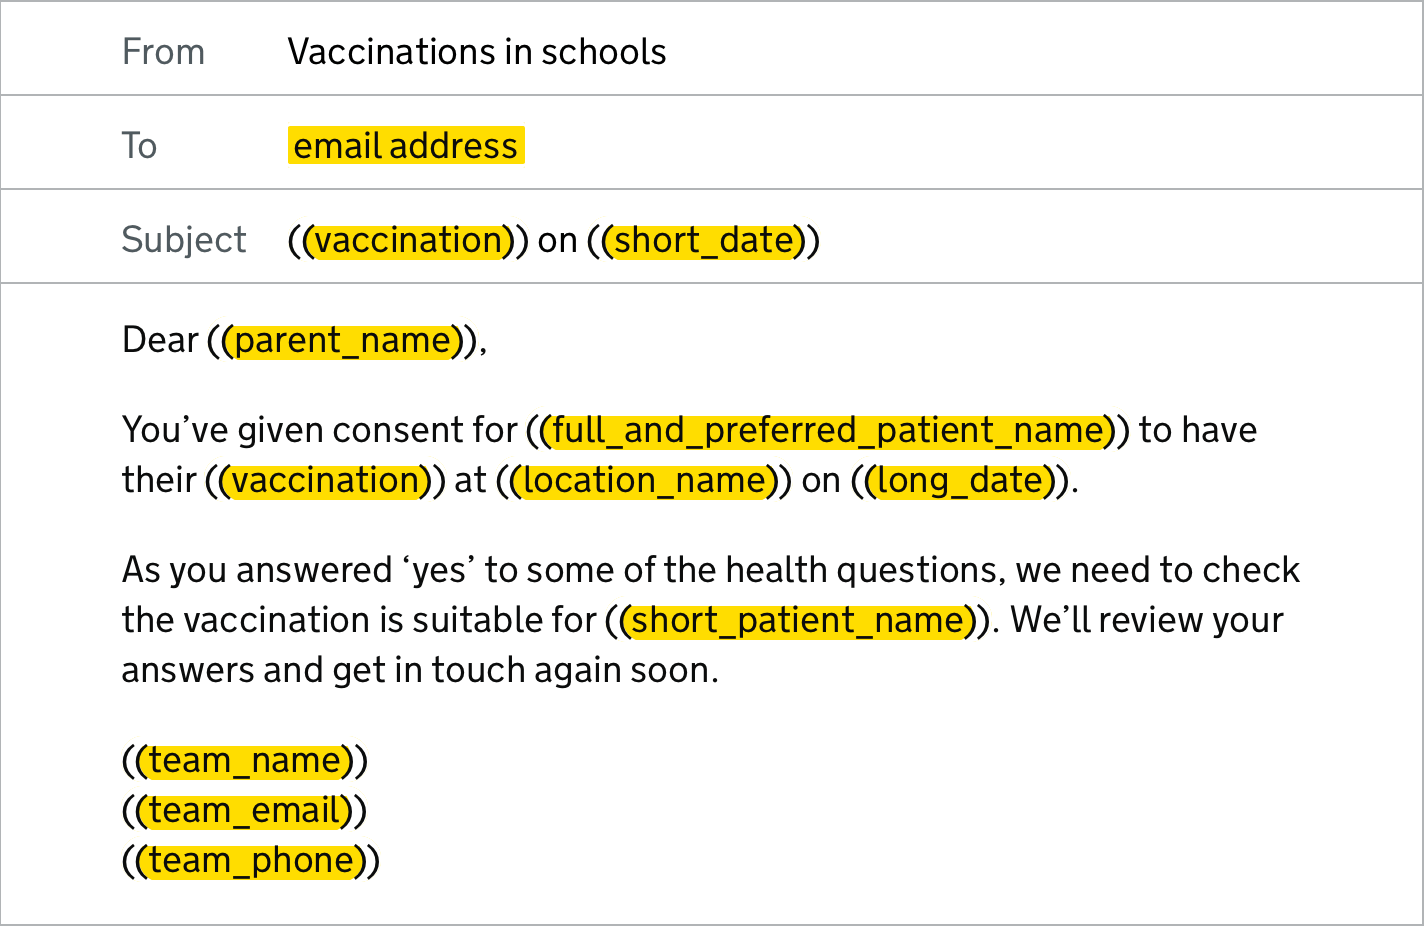 From Vaccinations in schools
To email address
Subject ((vaccination)) on ((short_date))
Dear ((parent_name)),
You’ve given consent for ((full_and_preferred_patient_name)) to have
their ((vaccination)) at ((location_name)) on ((long_date)).
As you answered ‘yes’ to some of the health questions, we need to check
the vaccination is suitable for ((short_patient_name)). We’ll review your
answers and get in touch again soon.
((team_name))
((team_email))
((team_phone))